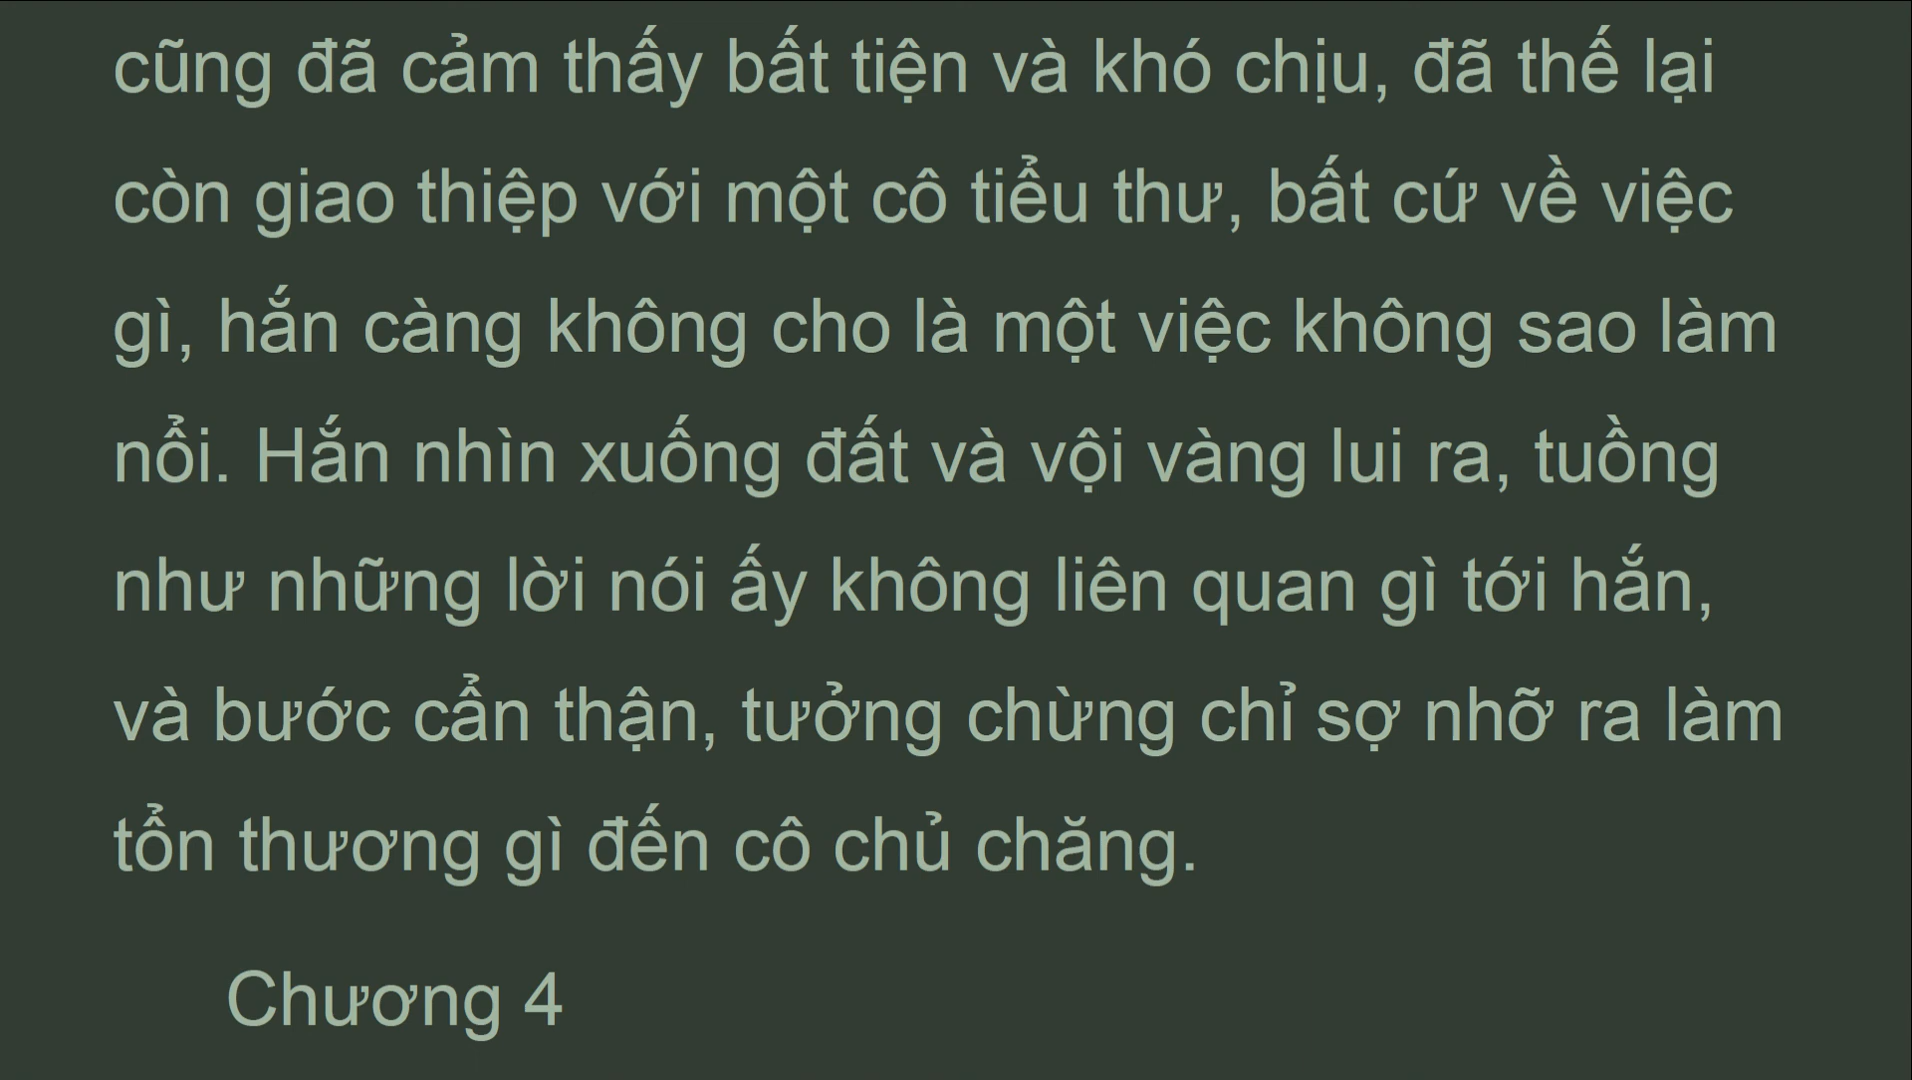 cũng đã cảm thấy bất tiện và khó chịu, đã thế lại
còn giao thiệp với một cô tiểu thư, bất cứ về việc
gì, hắn càng không cho là một việc không sao làm
nổi. Hắn nhìn xuống đất và vội vàng lui ra, tuồng
như những lời nói ấy không liên quan gì tới hắn,
và bước cẩn thận, tưởng chừng chỉ sợ nhỡ ra làm
tổn thương gì đến cô chủ chăng.
Chương 4